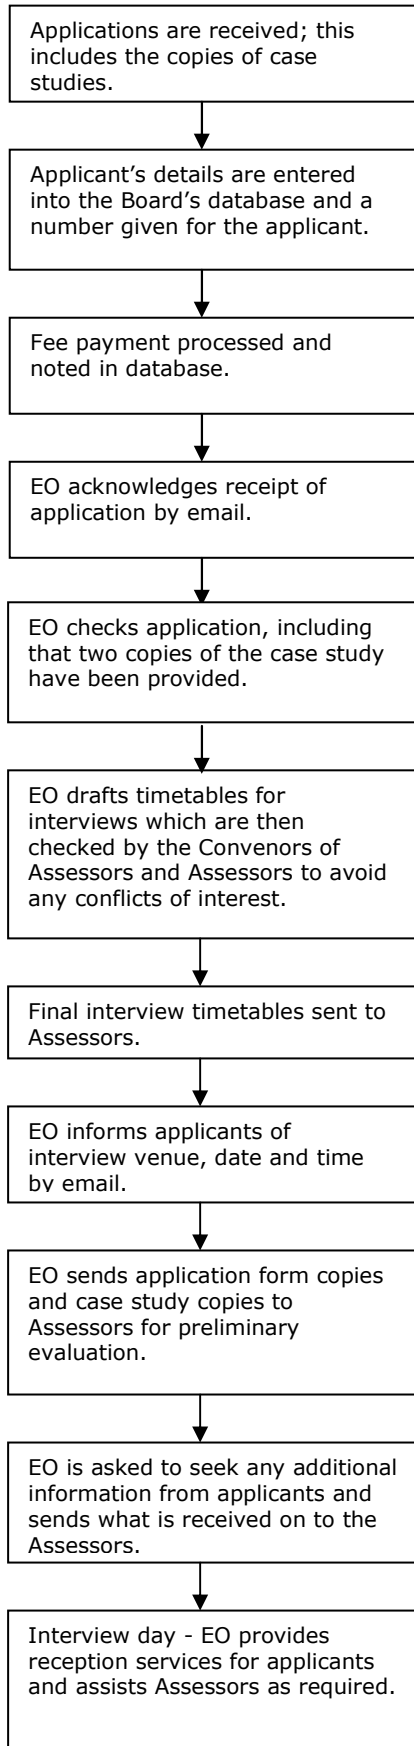 Applications are received; this
includes the copies of case
studies.
Applicant’s details are entered
into the Board’s database and a
number given for the applicant.
Fee payment processed and
noted in database.
EO acknowledges receipt of
application by email.
EO checks application, including
that two copies of the case study
have been provided.
EO drafts timetables for
interviews which are then
checked by the Convenors of
Assessors and Assessors to avoid
any conflicts of interest.
Final interview timetables sent to
Assessors.
EO informs applicants of
interview venue, date and time
by email.
EO sends application form copies
and case study copies to
Assessors for preliminary
evaluation.
EO is asked to seek any additional
information from applicants and
sends what is received on to the
Assessors.
Interview day - EO provides
reception services for applicants
and assists Assessors as required.